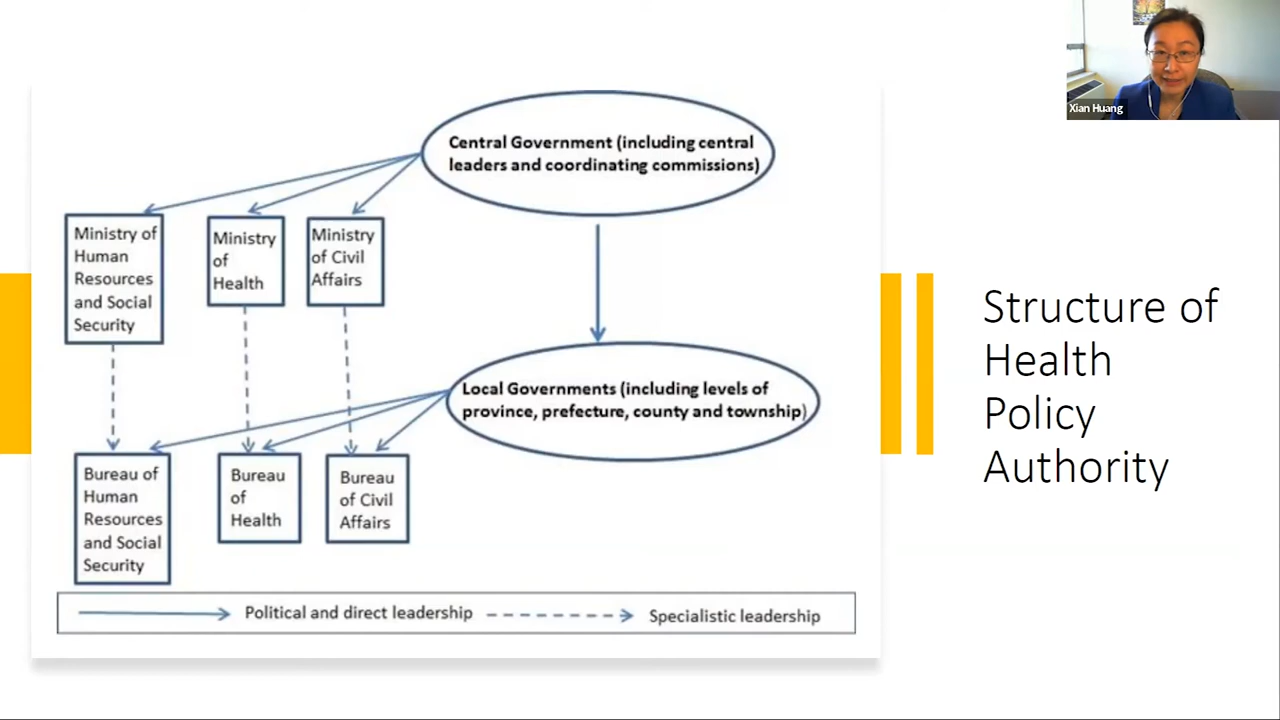 Xian Huang
Central Government (including central
leaders and coordinating commissions)
Ministry of
Human
Resources
and Social
Security
Ministry
of
Health
Ministry
of Civil
Affairs
Local Governments (including levels of
province, prefecture, county and township)
Bureau of
Human
Resources
and Social
Security
Bureau
of
Health
Bureau
of Civil
Affairs
Political and direct leadership
Specialistic leadership
Structure of
Health
Policy
Authority